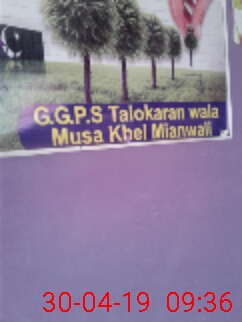 G.G.P.S Talokaran wala
Musa Khel Mianwali
30-04-19 09:36